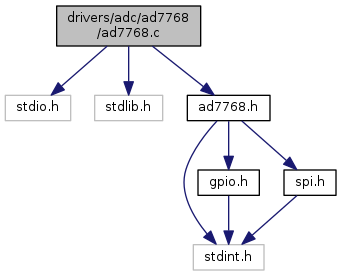 drivers/adc/ad7768
/ad7768.c
stdio.h
stdlib.h
ad7768.h
gpio.h
spi.h
stdint.h